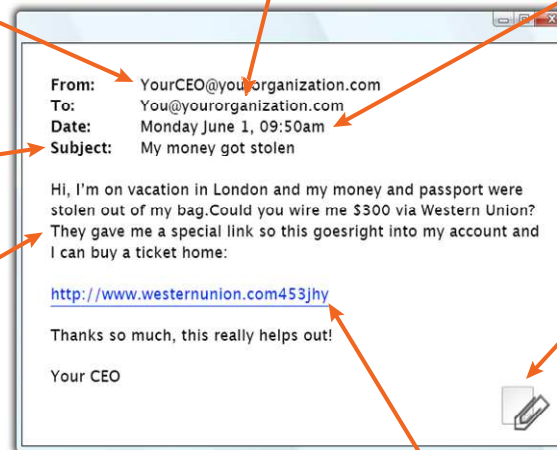 From: YourCEO@yourorganization.com
To: You@yourorganization.com
Date: Monday June 1, 09:50am
Subject: My money got stolen
Hi, I'm on vacation in London and my money and passport were
stolen out of my bag.Could you wire me $300 via Western Union?
They gave me a special link so this goesright into my account and
I can buy a ticket home:
http://www.westernunion.com453jhy
Thanks so much, this really helps out!
Your CEO